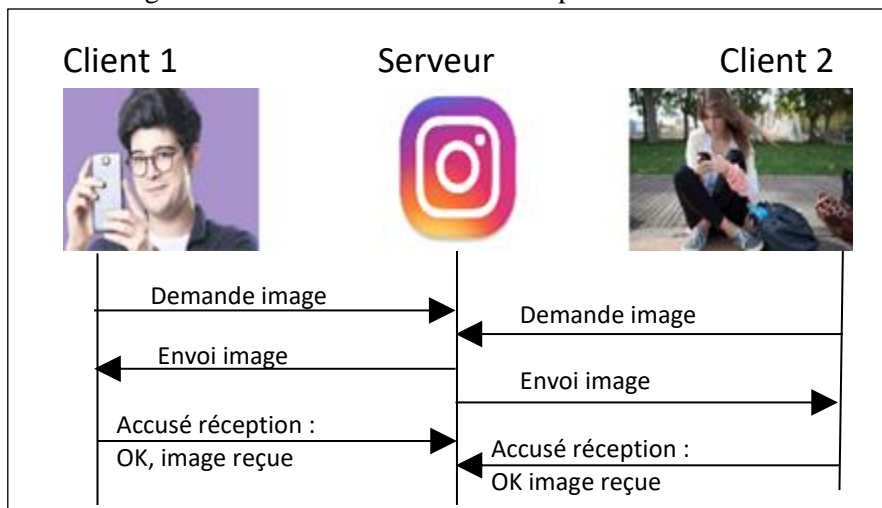 Client 1
Serveur
Client 2
Demande image
Demande image
Envoi image
Envoi image
Accusé réception :
OK, image reçue
Accusé réception :
OK image reçue